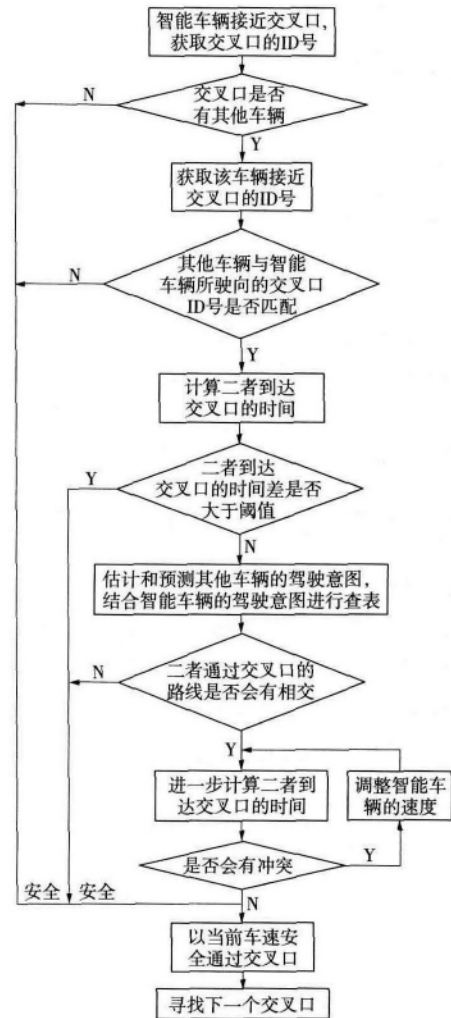 智能车辆接近交叉口,
获取交叉口的ID号
N
交叉口是否
有其他车辆
Y
获取该车辆接近
交叉口的ID号
N
其他车辆与智能
车辆所驶向的交叉口
ID号是否匹配
Y
计算二者到达
交叉口的时间
Y
二者到达
交叉口的时间差是否
大于阈值
N
估计和预测其他车辆的驾驶意图,
结合智能车辆的驾驶意图进行查表
N
二者通过交叉口的
路线是否会有相交
Y
进一步计算二者到
达交叉口的时间
调整智能车
辆的速度
是否会有冲突
Y
安全
安全
N
以当前车速安
全通过交叉口
寻找下一个交叉口